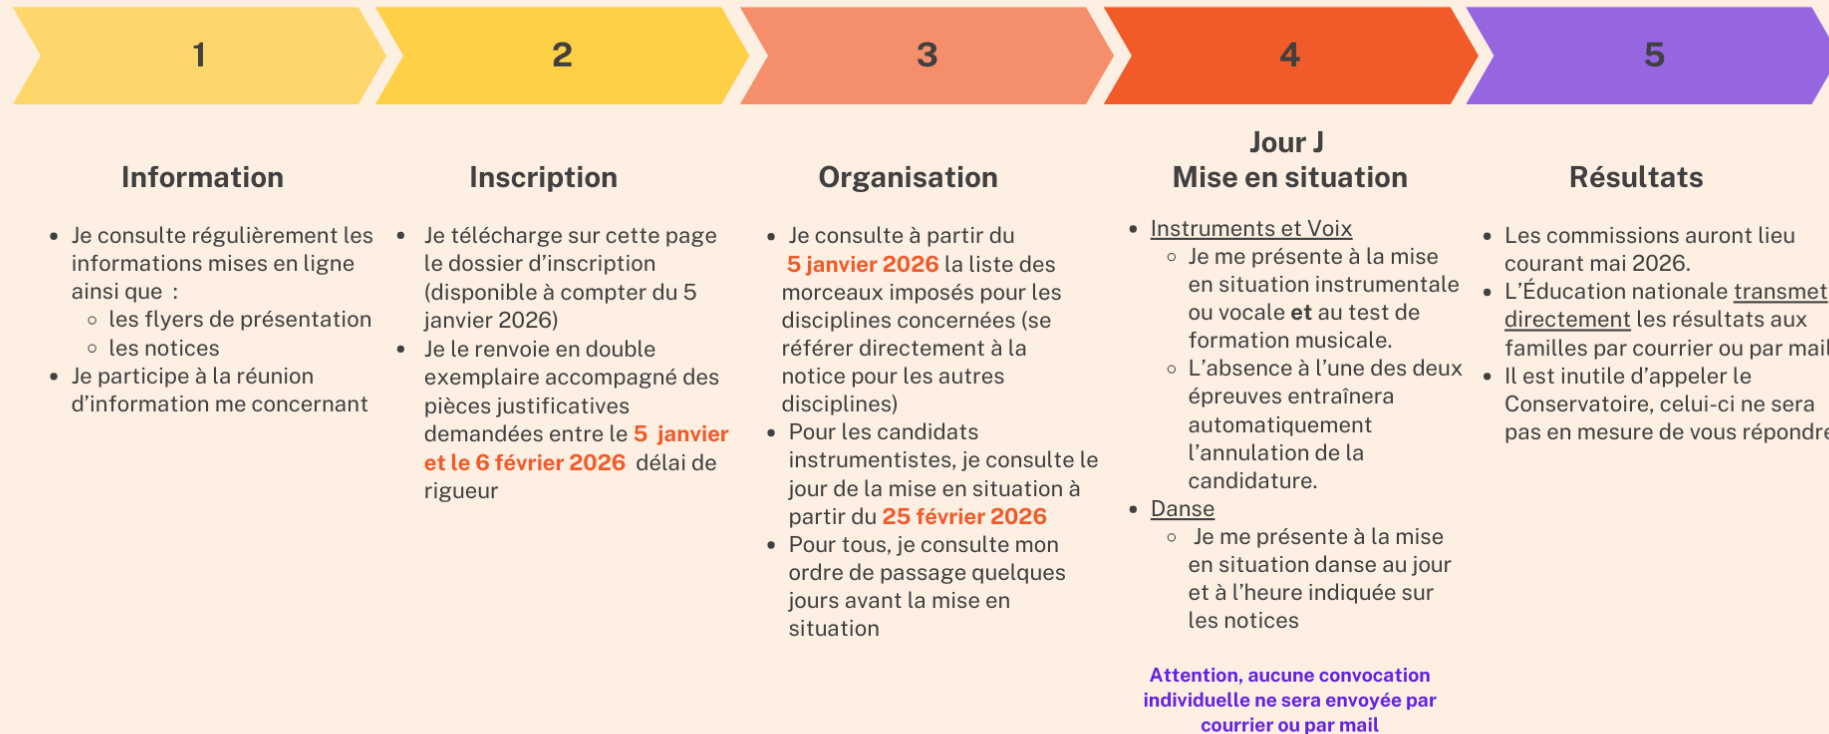 1
2
3
4
5
Information
Je consulte régulièrement les
informations mises en ligne
ainsi que :
les flyers de présentation
les notices
Je participe à la réunion
d'information me concernant
Inscription
Je télécharge sur cette page
le dossier d'inscription
(disponible à compter du 5
janvier 2026)
Je le renvoie en double
exemplaire accompagné des
pièces justificatives
demandées entre le 5 janvier
et le 6 février 2026 délai de
rigueur
Organisation
Je consulte à partir du
5 janvier 2026 la liste des
morceaux imposés pour les
disciplines concernées (se
référer directement à la
notice pour les autres
disciplines)
Pour les candidats
instrumentistes, je consulte le
jour de la mise en situation à
partir du 25 février 2026
Pour tous, je consulte mon
ordre de passage quelques
jours avant la mise en
situation
Jour J
Mise en situation
Instruments et Voix
Je me présente à la mise
en situation instrumentale
ou vocale et au test de
formation musicale.
L'absence à l'une des deux
épreuves entraînera
automatiquement
l'annulation de la
candidature.
Danse
Je me présente à la mise
en situation danse au jour
et à l'heure indiquée sur
les notices
Attention, aucune convocation
individuelle ne sera envoyée par
courrier ou par mail
Résultats
Les commissions auront lieu
courant mai 2026.
L'Éducation nationale transmet
directement les résultats aux
familles par courrier ou par mail
Il est inutile d'appeler le
Conservatoire, celui-ci ne sera
pas en mesure de vous répondre